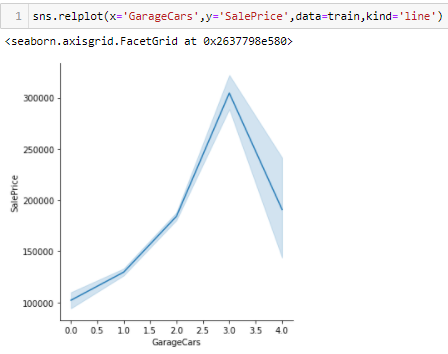 1 sns.relplot(x='GarageCars',y='SalePrice',data=train,kind='line')
<seaborn.axisgrid.FacetGrid at 0x2637798e580>
300000
250000
200000
150000
100000
SalePrice
0.0 0.5 1.0 1.5 2.0 2.5 3.0 3.5 4.0
GarageCars